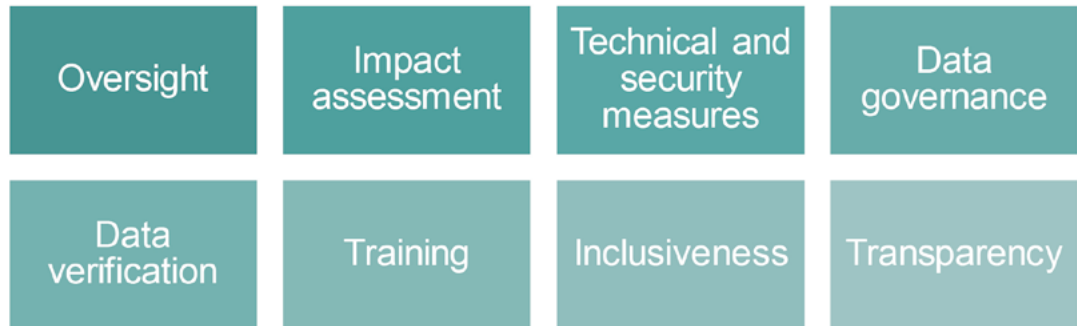 Oversight
Impact
assessment
Technical and
security
measures
Data
governance
Data
verification
Training
Inclusiveness
Transparency